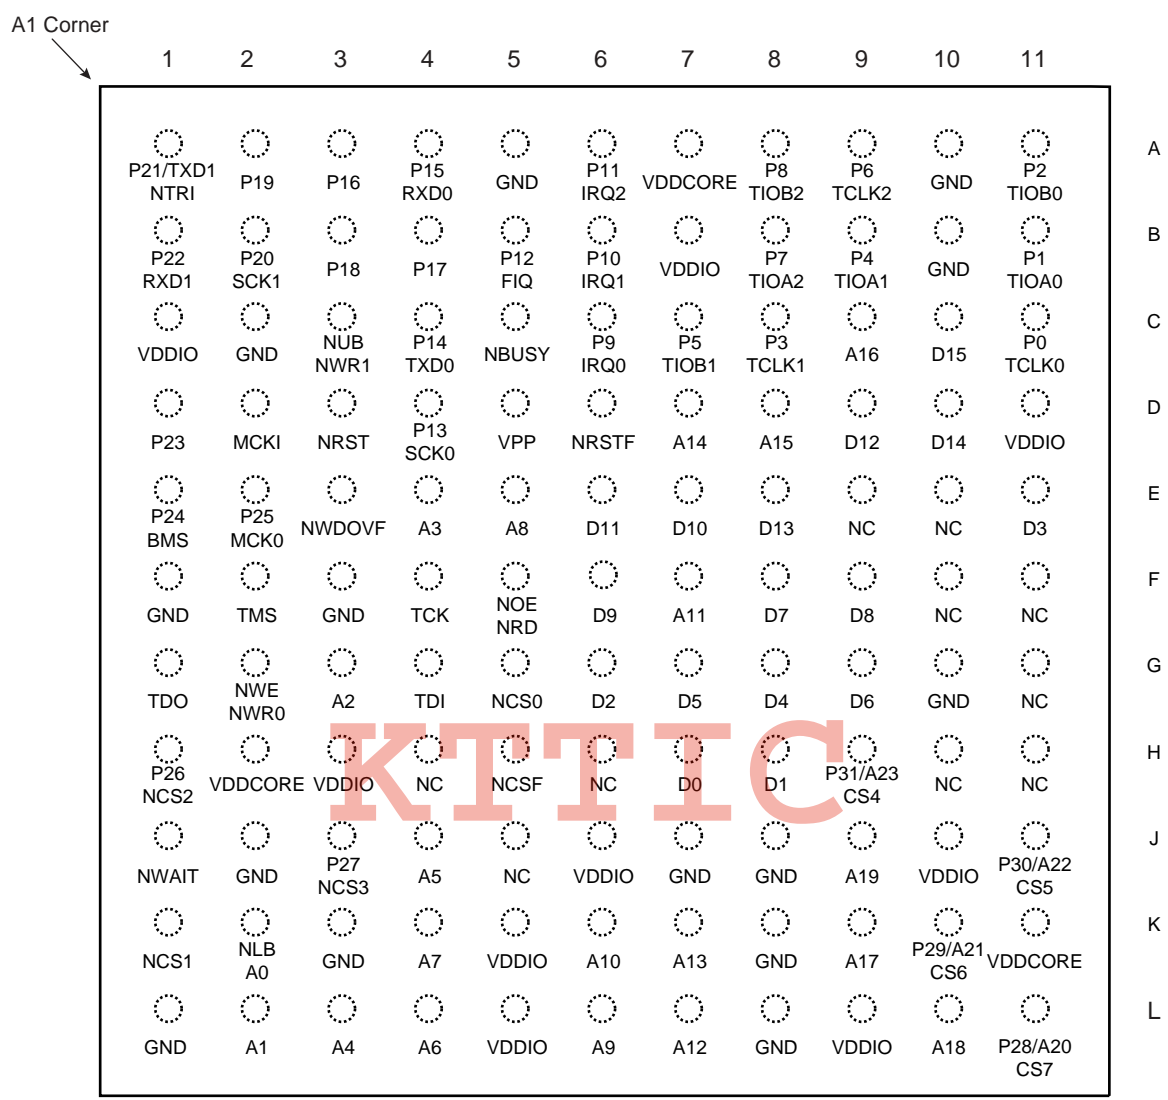 A1 Corner
1 2 3 4 5 6 7 8 9 10 11
A
P21/TXD1 NTRI P19 P16 P15 RXD0 GND P11 IRQ2 VDDCORE P8 TIOB2 P6 TCLK2 GND P2 TIOB0
B
P22 RXD1 P20 SCK1 P18 P17 P12 FIQ P10 IRQ1 VDDIO P7 TIOA2 P4 TIOA1 GND P1 TIOA0
C
VDDIO GND NUB NWR1 P14 TXD0 NBUSY P9 IRQ0 P5 TIOB1 P3 TCLK1 A16 D15 P0 TCLK0
D
P23 MCKI NRST P13 SCK0 VPP NRSTF A14 A15 D12 D14 VDDIO
E
P24 BMS P25 MCK0 NWDOVF A3 A8 D11 D10 D13 NC NC D3
F
GND TMS GND TCK NOE NRD D9 A11 D7 D8 NC NC
G
TDO NWE NWR0 A2 TDI NCS0 D2 D5 D4 D6 GND NC
H
P26 NCS2 VDDCORE VDDIO NC NCSF NC D0 D1 P31/A23 CS4 NC NC
KTTIC
J
NWAIT GND P27 NCS3 A5 NC VDDIO GND GND A19 VDDIO P30/A22 CS5
K
NCS1 NLB A0 GND A7 VDDIO A10 A13 GND A17 P29/A21 CS6 VDDCORE
L
GND A1 A4 A6 VDDIO A9 A12 GND VDDIO A18 P28/A20 CS7